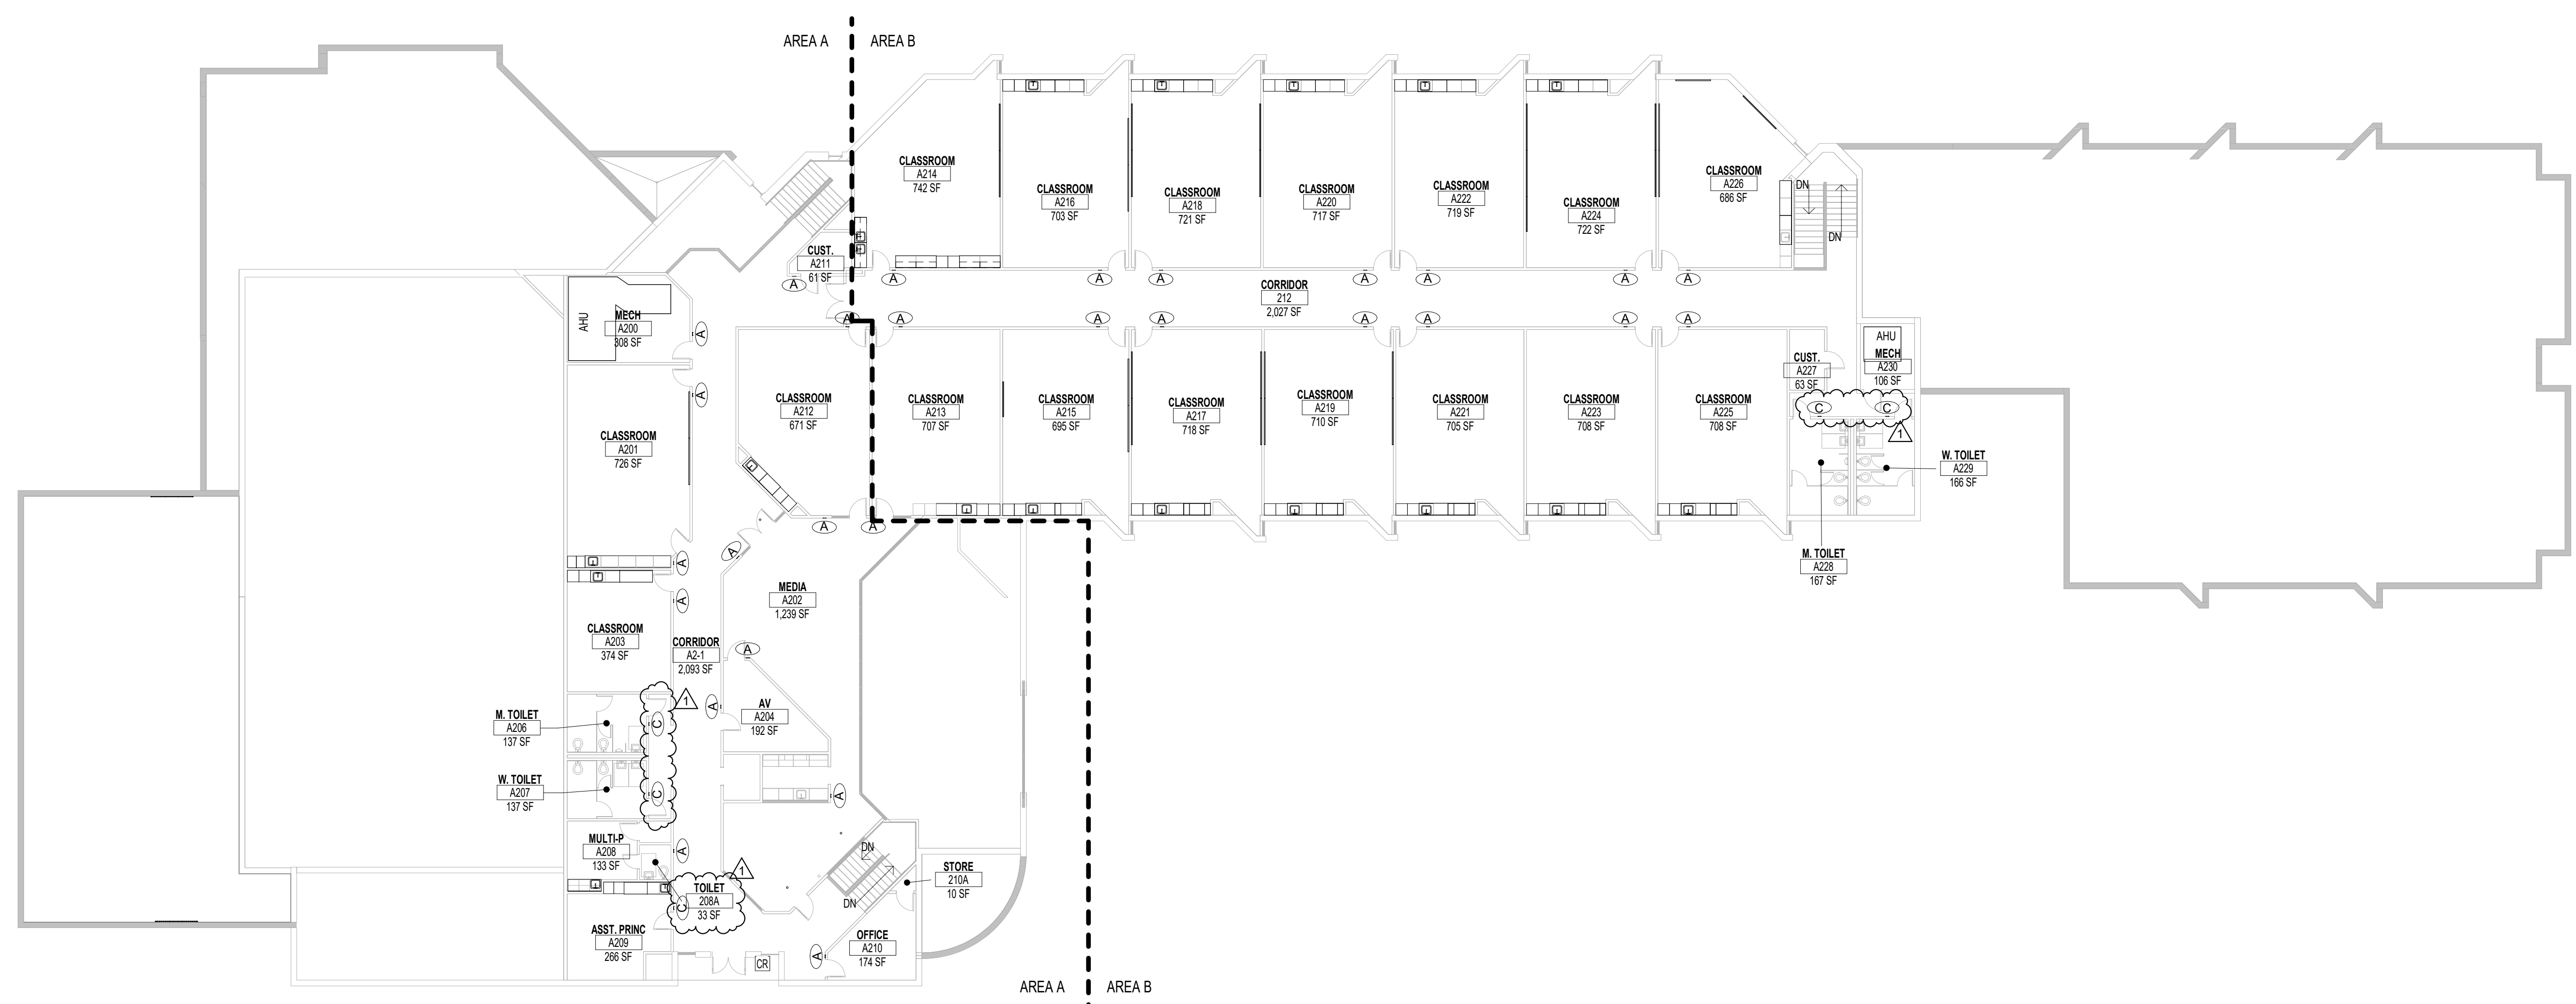 AREA A
AREA B
CLASSROOM
A214
742 SF
CLASSROOM
A216
703 SF
CLASSROOM
A218
721 SF
CLASSROOM
A220
717 SF
CLASSROOM
A222
719 SF
CLASSROOM
A224
722 SF
CLASSROOM
A226
686 SF
DN
DN
CUST.
A211
61 SF
A
A
A
A
A
A
A
A
CORRIDOR
212
2,027 SF
A
A
A
A
A
A
A
A
AHU
MECH
A200
308 SF
A
A
CLASSROOM
A201
726 SF
CLASSROOM
A212
671 SF
CLASSROOM
A213
707 SF
CLASSROOM
A215
695 SF
CLASSROOM
A217
718 SF
CLASSROOM
A219
710 SF
CLASSROOM
A221
705 SF
CLASSROOM
A223
708 SF
CLASSROOM
A225
708 SF
CUST.
A227
63 SF
AHU
MECH
A230
106 SF
C
C
1
W. TOILET
A229
166 SF
M. TOILET
A228
167 SF
A
A
A
A
A
MEDIA
A202
1,239 SF
CLASSROOM
A203
374 SF
CORRIDOR
A2-1
2,093 SF
A
1
M. TOILET
A206
137 SF
C
A
AV
A204
192 SF
W. TOILET
A207
137 SF
C
A
MULTI-P
A208
133 SF
A
DN
DN
1
TOILET
208A
33 SF
C
STORE
210A
10 SF
ASST. PRINC
A209
266 SF
OFFICE
A210
174 SF
A
CR
AREA A
AREA B